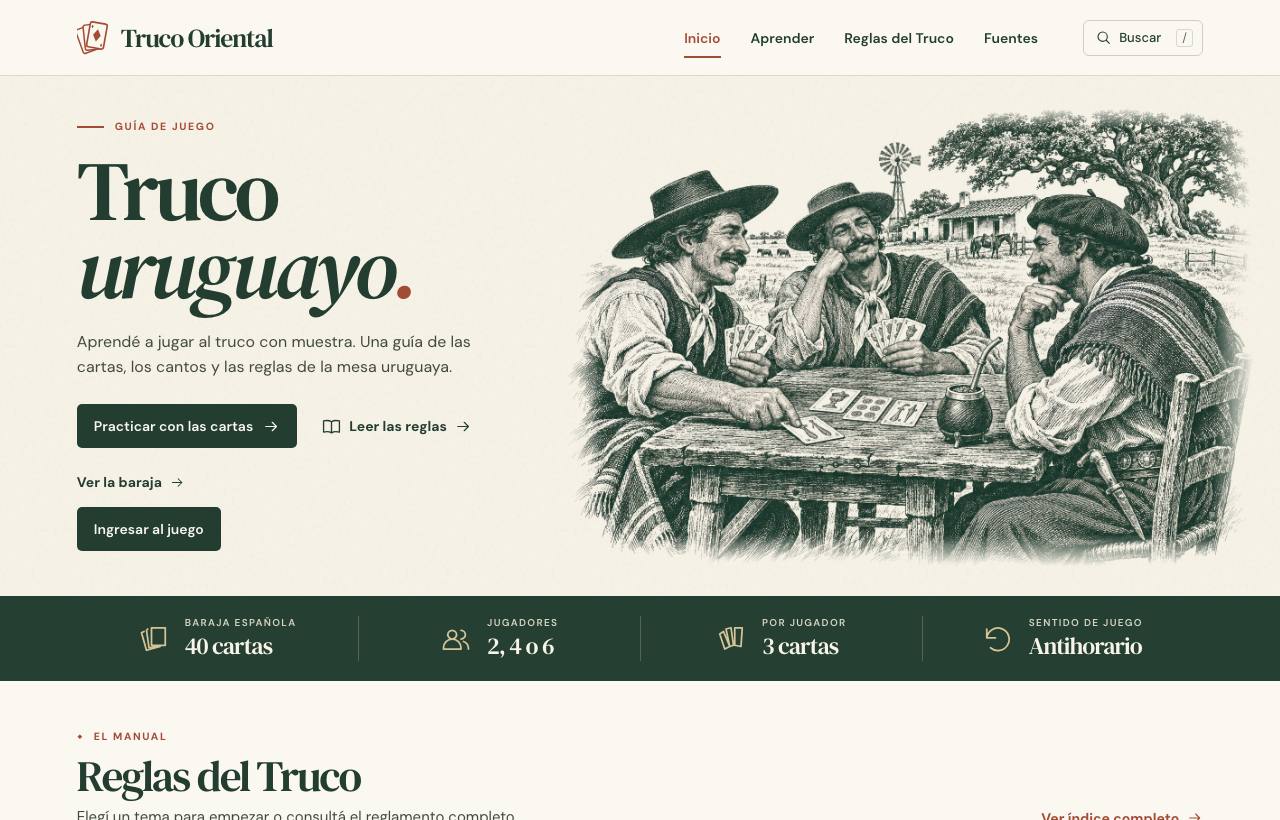 Truco Oriental
Inicio
Aprender
Reglas del Truco
Fuentes
Buscar
/
GUÍA DE JUEGO
Truco
uruguayo.
Aprendé a jugar al truco con muestra. Una guía de las
cartas, los cantos y las reglas de la mesa uruguaya.
Practicar con las cartas
Leer las reglas
Ver la baraja
Ingresar al juego
BARAJA ESPAÑOLA
40 cartas
JUGADORES
2, 4 o 6
POR JUGADOR
3 cartas
SENTIDO DE JUEGO
Antihorario
EL MANUAL
Reglas del Truco
Elegí un tema para empezar o consultá el reglamento completo.
Ver índice completo